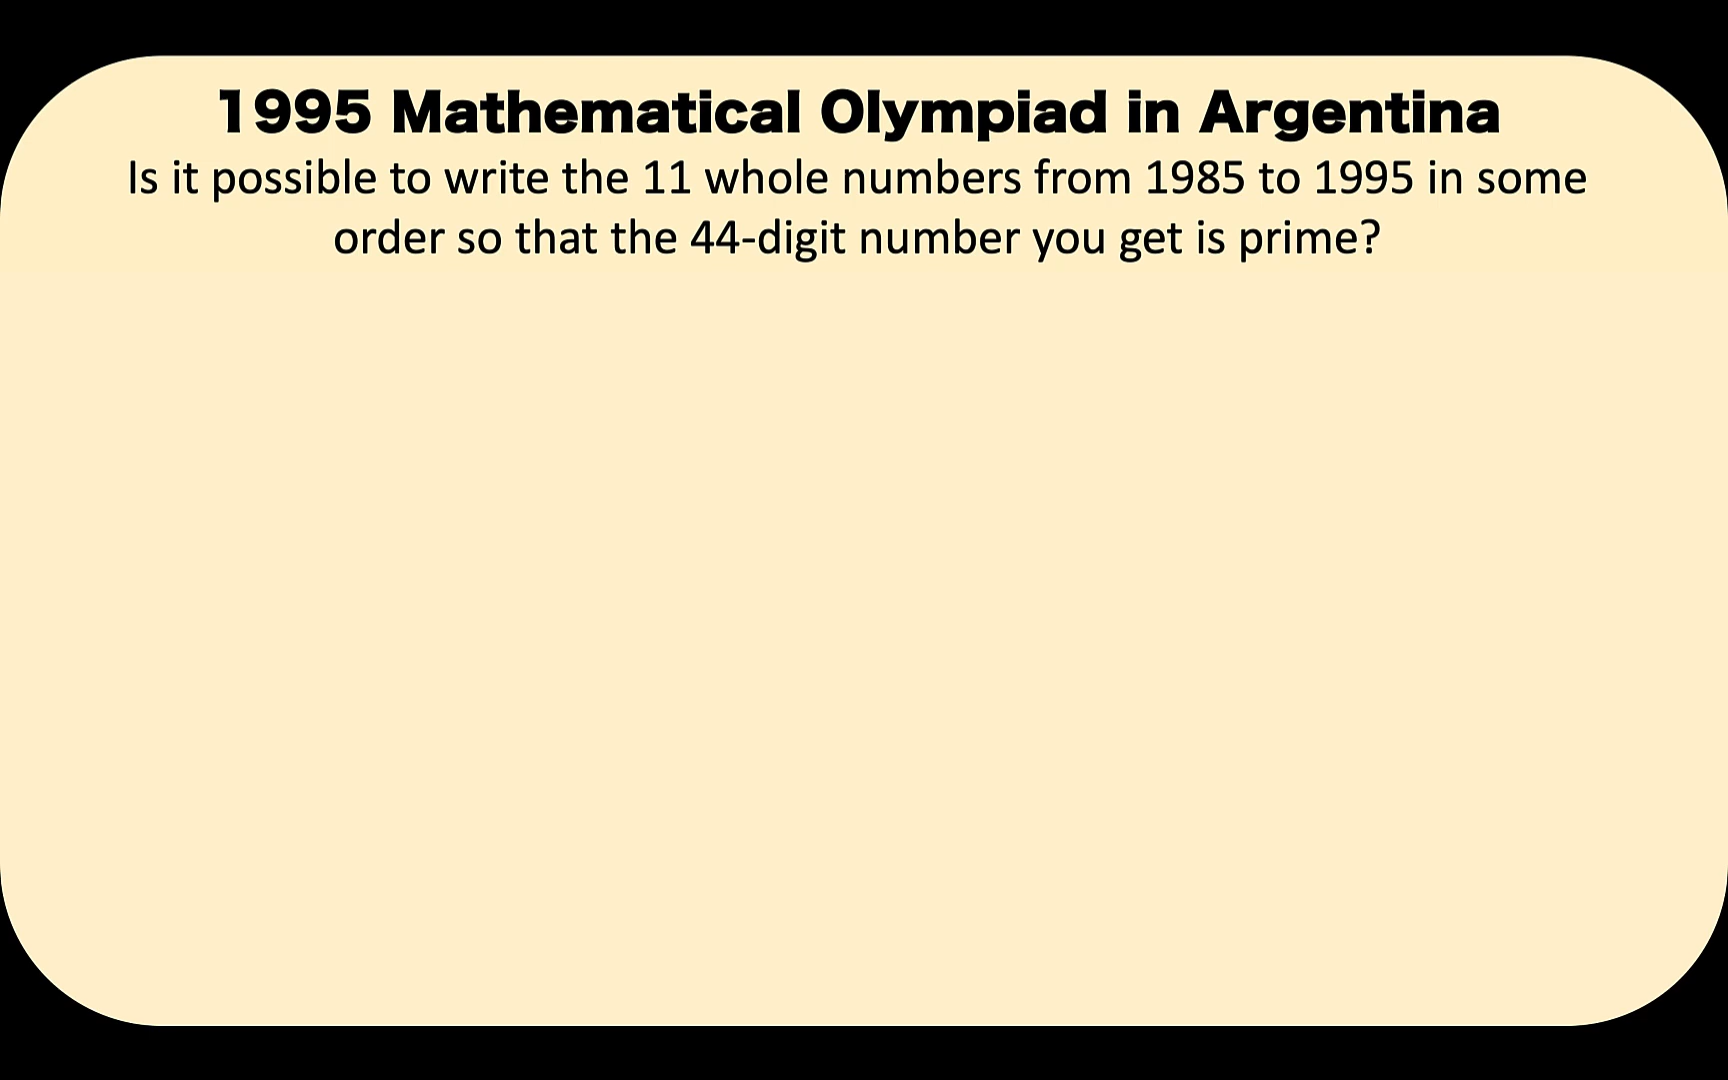 1995 Mathematical Olympiad in Argentina
Is it possible to write the 11 whole numbers from 1985 to 1995 in some
order so that the 44-digit number you get is prime?